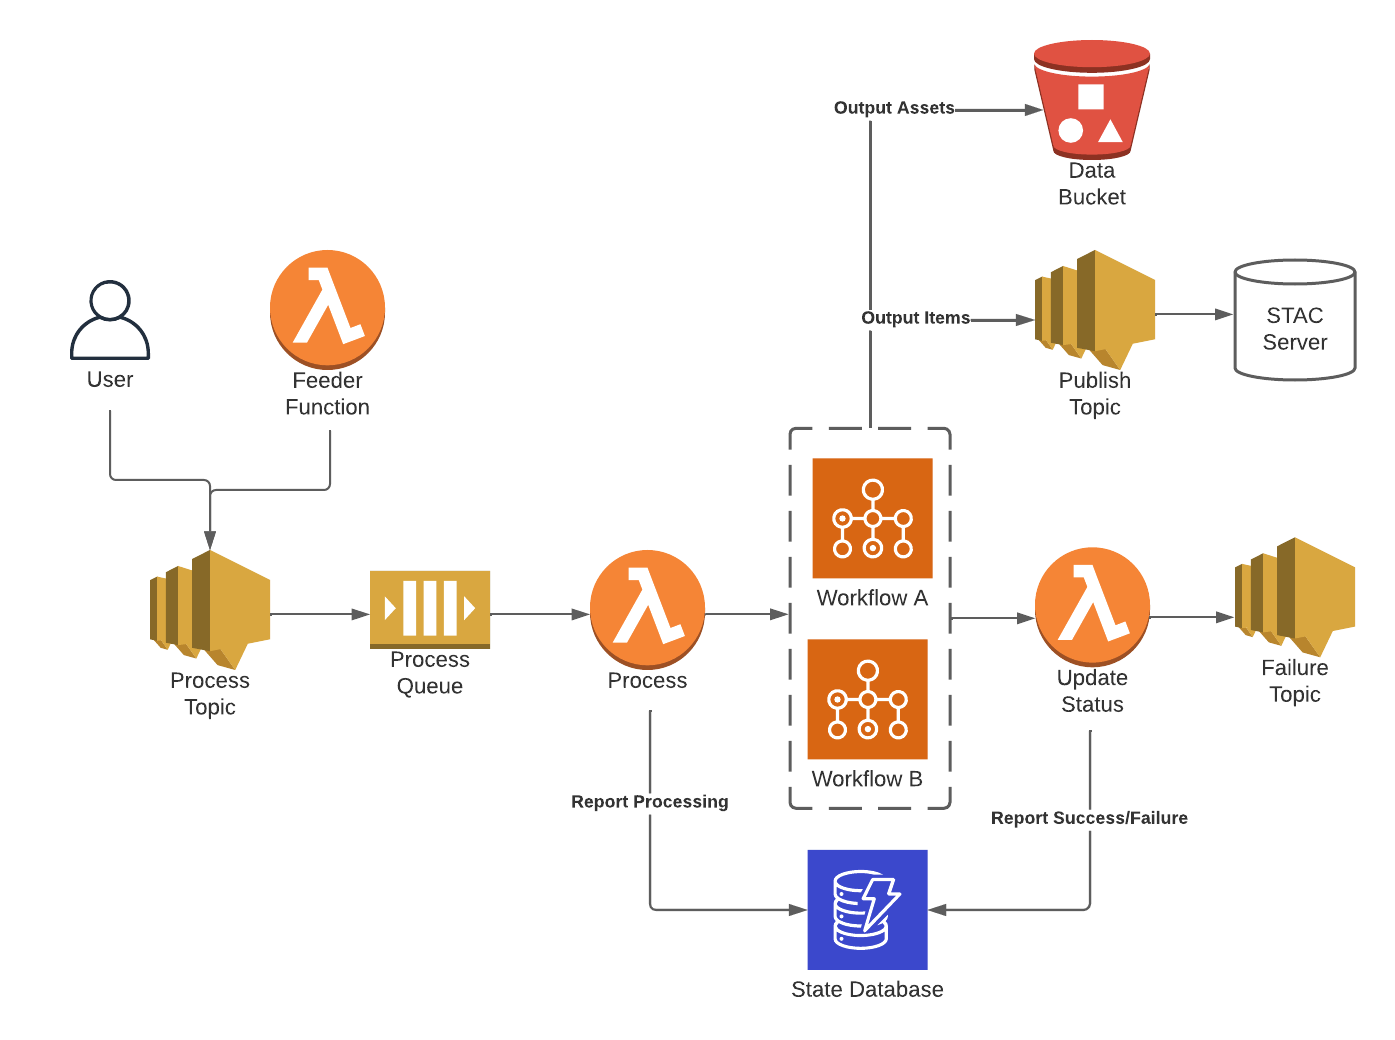 Output Assets
Data
Bucket
Output Items
Publish
Topic
STAC
Server
User
Feeder
Function
Workflow A
Workflow B
Process
Topic
Process
Queue
Process
Update
Status
Failure
Topic
Report Processing
Report Success/Failure
State Database